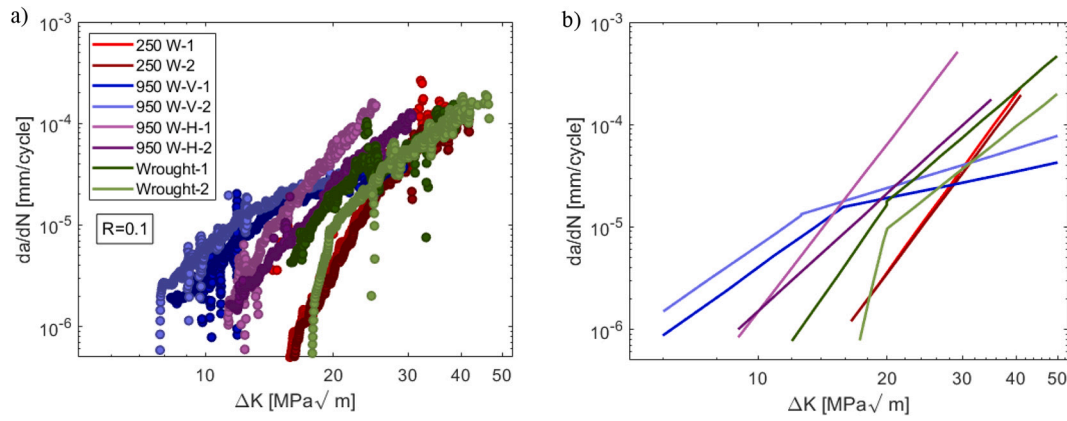 a)
da/dN [mm/cycle]
10^-3
10^-4
10^-5
10^-6
250 W-1
250 W-2
950 W-V-1
950 W-V-2
950 W-H-1
950 W-H-2
Wrought-1
Wrought-2
R=0.1
10 20 30 40 50
ΔK [MPa√ m]
b)
da/dN [mm/cycle]
10^-3
10^-4
10^-5
10^-6
10 20 30 40 50
ΔK [MPa√ m]